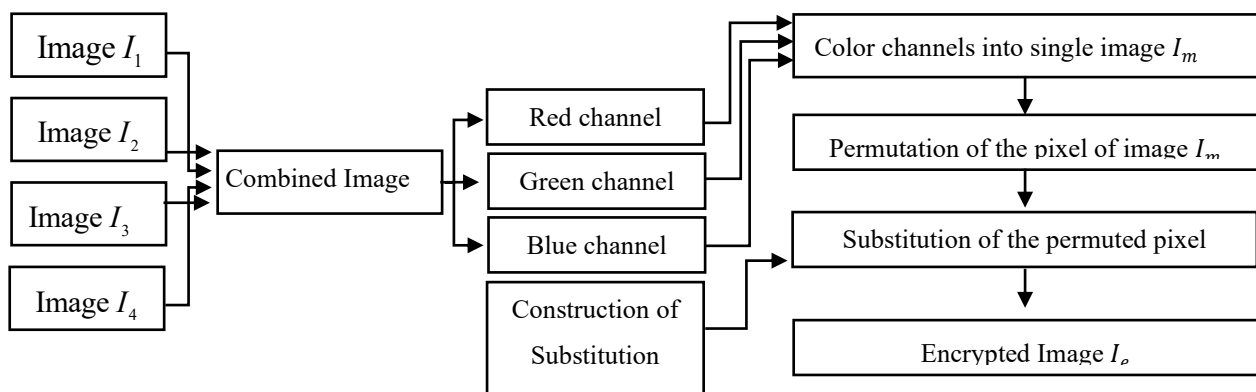 Image I₁
Image I₂
Image I₃
Image I₄
Combined Image
Red channel
Green channel
Blue channel
Construction of
Substitution
Color channels into single image Iₘ
Permutation of the pixel of image Iₘ
Substitution of the permuted pixel
Encrypted Image Iₑ